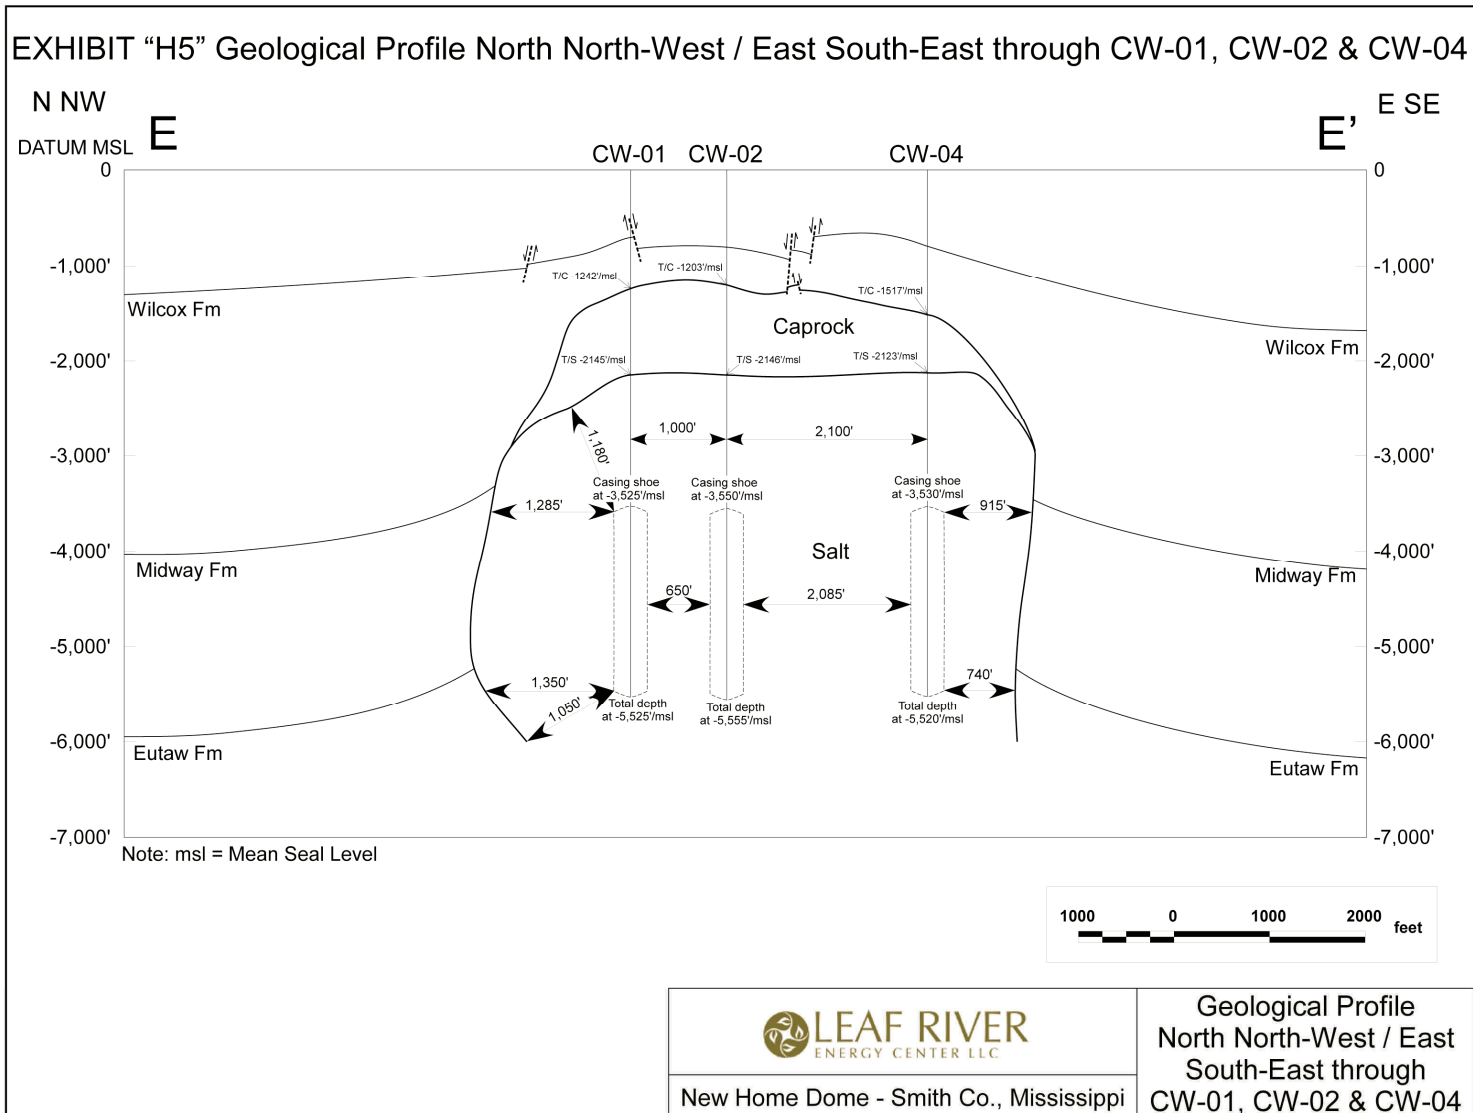 EXHIBIT “H5” Geological Profile North North-West / East South-East through CW-01, CW-02 & CW-04
N NW
E SE
DATUM MSL
E
E’
CW-01
CW-02
CW-04
0
0
-1,000'
-1,000'
T/C -1242'/msl
T/C -1203'/msl
T/C -1517'/msl
Wilcox Fm
Caprock
Wilcox Fm
-2,000'
-2,000'
T/S -2145'/msl
T/S -2146'/msl
T/S -2123'/msl
1,000'
2,100'
1,180'
-3,000'
-3,000'
Casing shoe
at -3,525'/msl
Casing shoe
at -3,550'/msl
Casing shoe
at -3,530'/msl
1,285'
915'
-4,000'
-4,000'
Salt
Midway Fm
Midway Fm
650'
2,085'
-5,000'
-5,000'
1,350'
740'
1,050'
Total depth
at -5,525'/msl
Total depth
at -5,555'/msl
Total depth
at -5,520'/msl
-6,000'
-6,000'
Eutaw Fm
Eutaw Fm
-7,000'
-7,000'
Note: msl = Mean Seal Level
1000 0 1000 2000 feet
LEAF RIVER
ENERGY CENTER LLC
New Home Dome - Smith Co., Mississippi
Geological Profile
North North-West / East
South-East through
CW-01, CW-02 & CW-04